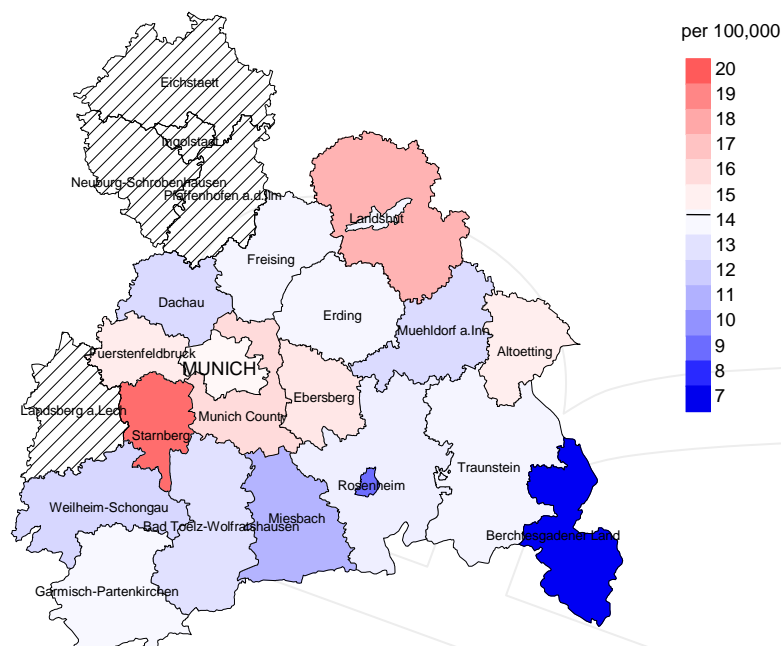 per 100,000
20
19
18
17
16
15
14
13
12
11
10
9
8
7
Eichstaett
Ingolstadt
Neuburg-Schrobenhausen
Pfaffenhofen a.d.Ilm
Landshut
Freising
Dachau
Erding
Muehldorf a.Inn
Altoetting
Fuerstenfeldbruck
MUNICH
Ebersberg
Landsberg a.Lech
Munich County
Starnberg
Traunstein
Rosenheim
Weilheim-Schongau
Miesbach
Bad Toelz-Wolfratshausen
Berchtesgadener Land
Garmisch-Partenkirchen